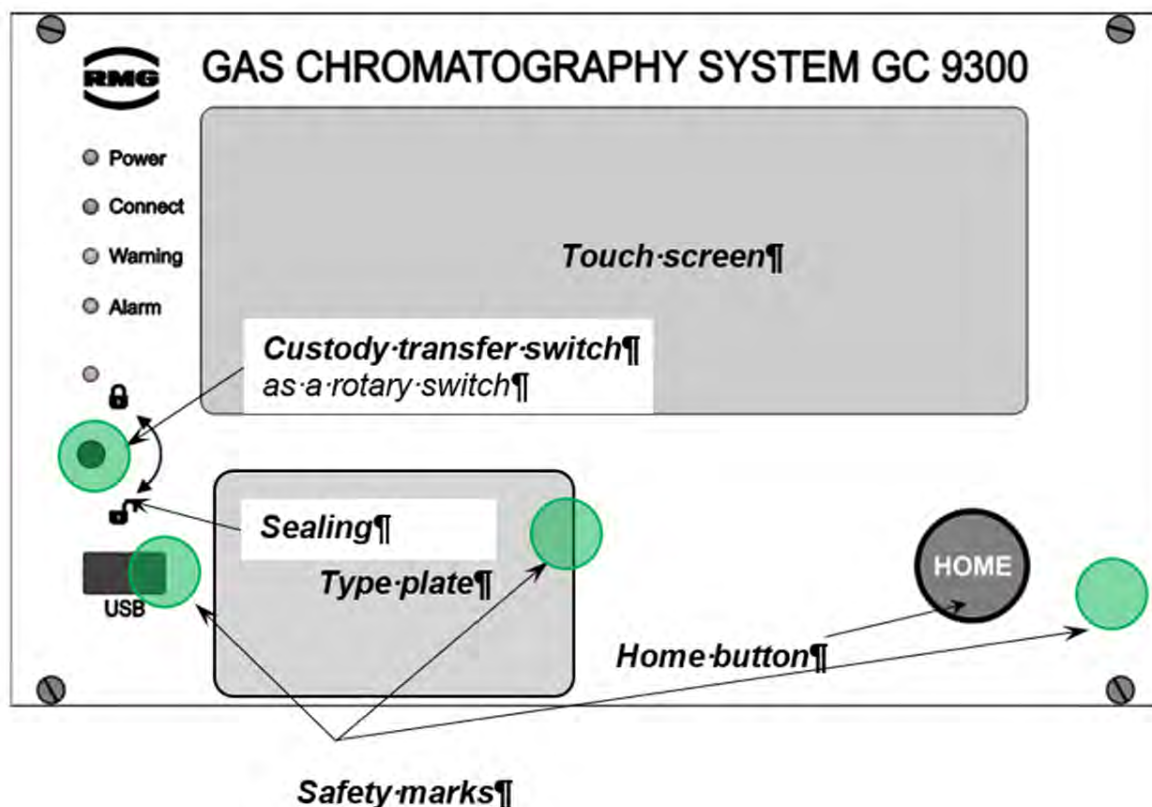 RMG
GAS CHROMATOGRAPHY SYSTEM GC 9300
Power
Connect
Warning
Alarm
Touch·screen¶
Custody·transfer·switch¶
as·a·rotary·switch¶
Sealing¶
Type·plate¶
USB
HOME
Home·button¶
Safety·marks¶